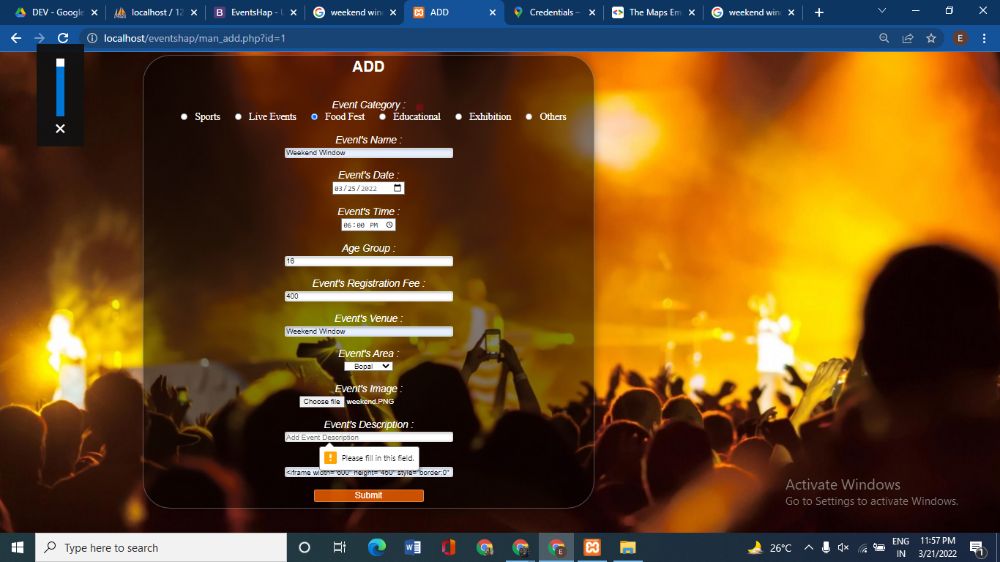 DEV - Google
localhost / 12
EventsHap - U
weekend win
ADD
Credentials –
The Maps Em
weekend win
localhost/eventshap/man_add.php?id=1
E
ADD
Event Category :
Sports Live Events Food Fest Educational Exhibition Others
Event's Name :
Weekend Window
Event's Date :
03/25/2022
Event's Time :
06:00 PM
Age Group :
16
Event's Registration Fee :
400
Event's Venue :
Weekend Window
Event's Area :
Bopal
Event's Image :
Choose file weekend.PNG
Event's Description :
Add Event Description
Please fill in this field.
<iframe width="600" height="450" style="border:0"
Submit
Activate Windows
Go to Settings to activate Windows.
Type here to search
26°C
ENG
IN
11:57 PM
3/21/2022
1